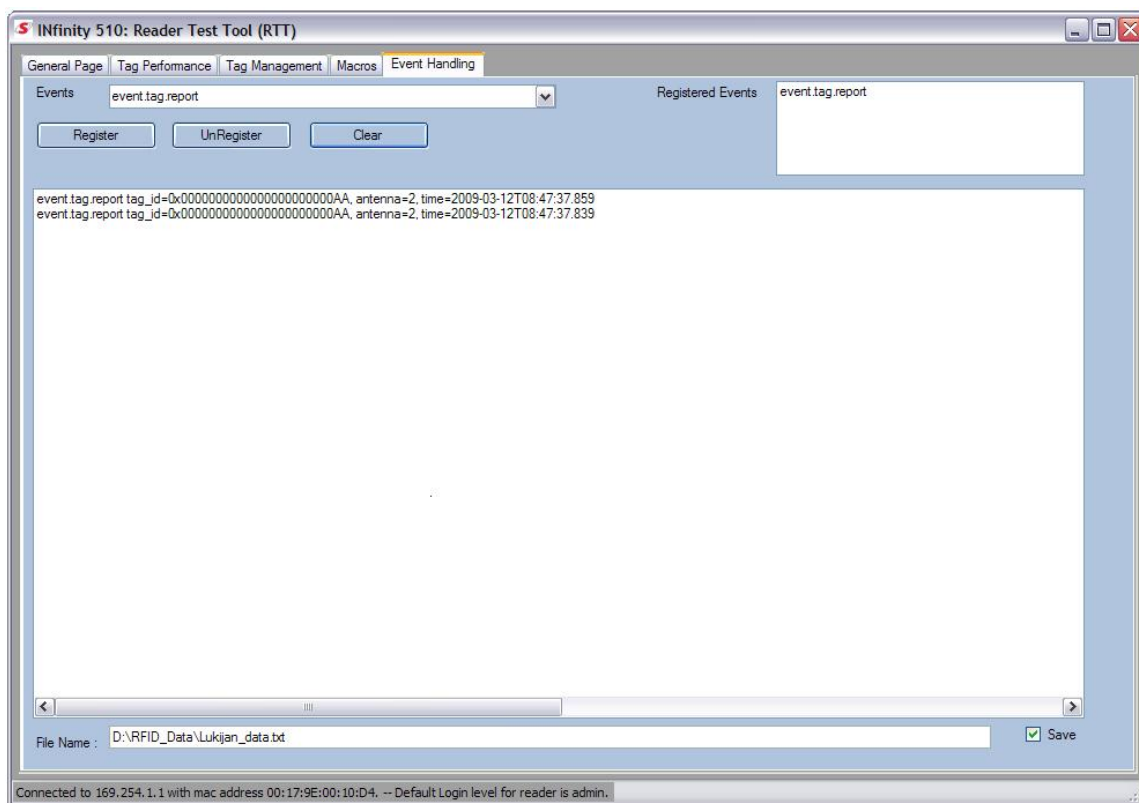 INfinity 510: Reader Test Tool (RTT)
General Page Tag Performance Tag Management Macros Event Handling
Events event.tag.report Registered Events event.tag.report
Register UnRegister Clear
event.tag.report tag_id=0x0000000000000000000000AA, antenna=2, time=2009-03-12T08:47:37.859
event.tag.report tag_id=0x0000000000000000000000AA, antenna=2, time=2009-03-12T08:47:37.839
File Name : D:\RFID_Data\Lukijan_data.txt Save
Connected to 169.254.1.1 with mac address 00:17:9E:00:10:D4. -- Default Login level for reader is admin.